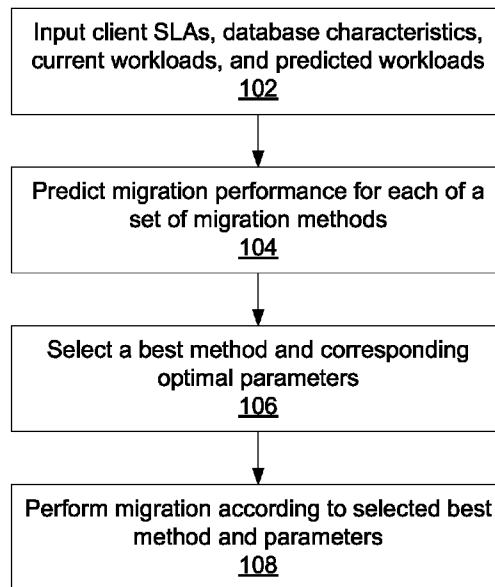 Input client SLAs, database characteristics,
current workloads, and predicted workloads
102
Predict migration performance for each of a
set of migration methods
104
Select a best method and corresponding
optimal parameters
106
Perform migration according to selected best
method and parameters
108